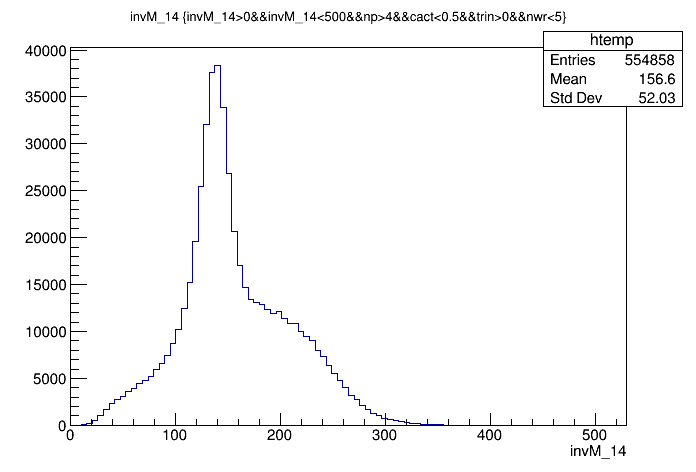 invM_14 {invM_14>0&&invM_14<500&&np>4&&cact<0.5&&trin>0&&nwr<5}
htemp
Entries 554858
Mean 156.6
Std Dev 52.03
40000
35000
30000
25000
20000
15000
10000
5000
0
0 100 200 300 400 500
invM_14